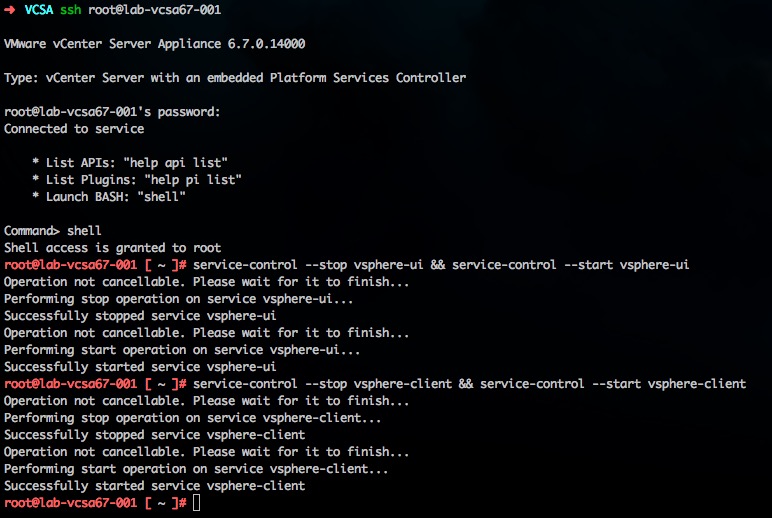 ➜ VCSA ssh root@lab-vcsa67-001
VMware vCenter Server Appliance 6.7.0.14000
Type: vCenter Server with an embedded Platform Services Controller
root@lab-vcsa67-001's password:
Connected to service
* List APIs: "help api list"
* List Plugins: "help pi list"
* Launch BASH: "shell"
Command> shell
Shell access is granted to root
root@lab-vcsa67-001 [ ~ ]# service-control --stop vsphere-ui && service-control --start vsphere-ui
Operation not cancellable. Please wait for it to finish...
Performing stop operation on service vsphere-ui...
Successfully stopped service vsphere-ui
Operation not cancellable. Please wait for it to finish...
Performing start operation on service vsphere-ui...
Successfully started service vsphere-ui
root@lab-vcsa67-001 [ ~ ]# service-control --stop vsphere-client && service-control --start vsphere-client
Operation not cancellable. Please wait for it to finish...
Performing stop operation on service vsphere-client...
Successfully stopped service vsphere-client
Operation not cancellable. Please wait for it to finish...
Performing start operation on service vsphere-client...
Successfully started service vsphere-client
root@lab-vcsa67-001 [ ~ ]#